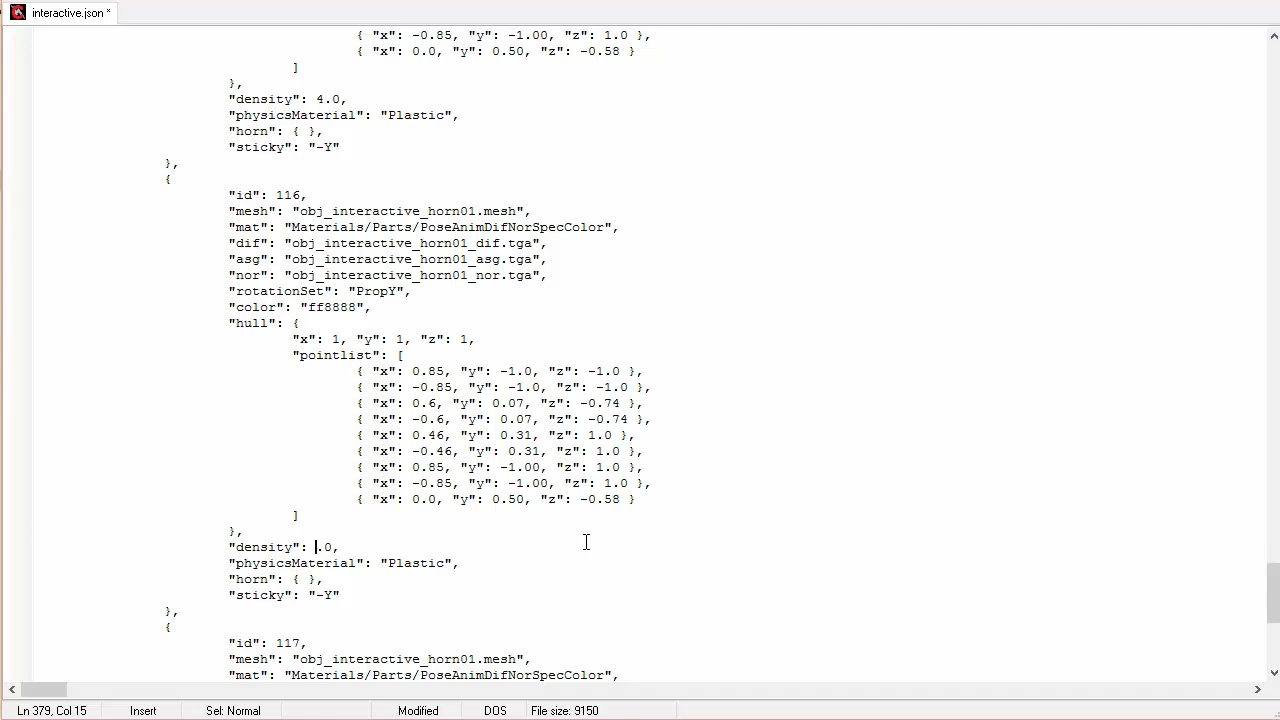 interactive.json *
{ "x": -0.85, "y": -1.00, "z": 1.0 },
{ "x": 0.0, "y": 0.50, "z": -0.58 }
]
},
"density": 4.0,
"physicsMaterial": "Plastic",
"horn": { },
"sticky": "-Y"
},
{
"id": 116,
"mesh": "obj_interactive_horn01.mesh",
"mat": "Materials/Parts/PoseAnimDifNorSpecColor",
"dif": "obj_interactive_horn01_dif.tga",
"asg": "obj_interactive_horn01_asg.tga",
"nor": "obj_interactive_horn01_nor.tga",
"rotationSet": "PropY",
"color": "ff8888",
"hull": {
"x": 1, "y": 1, "z": 1,
"pointlist": [
{ "x": 0.85, "y": -1.0, "z": -1.0 },
{ "x": -0.85, "y": -1.0, "z": -1.0 },
{ "x": 0.6, "y": 0.07, "z": -0.74 },
{ "x": -0.6, "y": 0.07, "z": -0.74 },
{ "x": 0.46, "y": 0.31, "z": 1.0 },
{ "x": -0.46, "y": 0.31, "z": 1.0 },
{ "x": 0.85, "y": -1.00, "z": 1.0 },
{ "x": -0.85, "y": -1.00, "z": 1.0 },
{ "x": 0.0, "y": 0.50, "z": -0.58 }
]
},
"density": .0,
"physicsMaterial": "Plastic",
"horn": { },
"sticky": "-Y"
},
{
"id": 117,
"mesh": "obj_interactive_horn01.mesh",
"mat": "Materials/Parts/PoseAnimDifNorSpecColor",
Ln 379, Col 15 Insert Sel: Normal Modified DOS File size: 9150